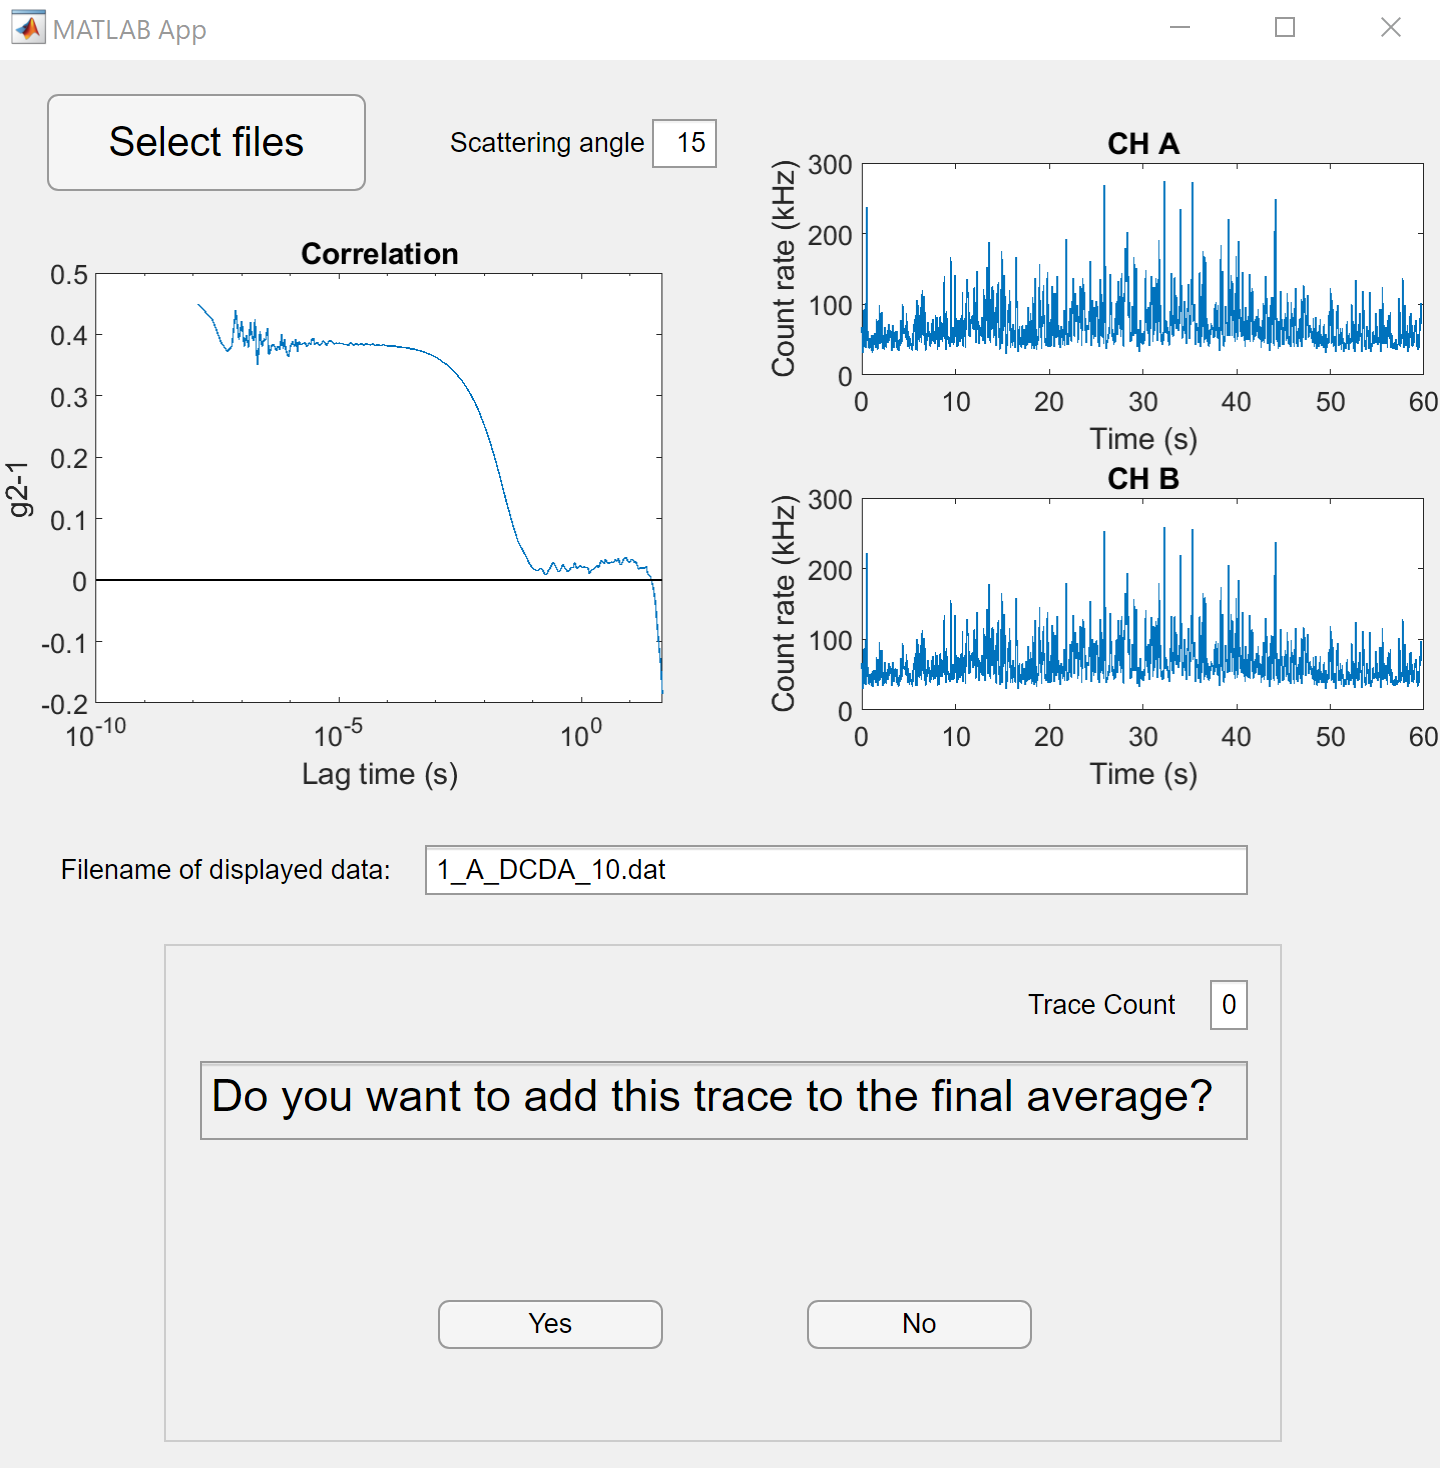 MATLAB App
Select files
Scattering angle 15
Correlation
0.5
0.4
0.3
0.2
0.1
0
-0.1
-0.2
g2-1
10^-10 10^-5 10^0
Lag time (s)
CH A
300
200
100
0
Count rate (kHz)
0 10 20 30 40 50 60
Time (s)
CH B
300
200
100
0
Count rate (kHz)
0 10 20 30 40 50 60
Time (s)
Filename of displayed data: 1_A_DCDA_10.dat
Trace Count 0
Do you want to add this trace to the final average?
Yes No